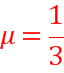 μ = 1/3